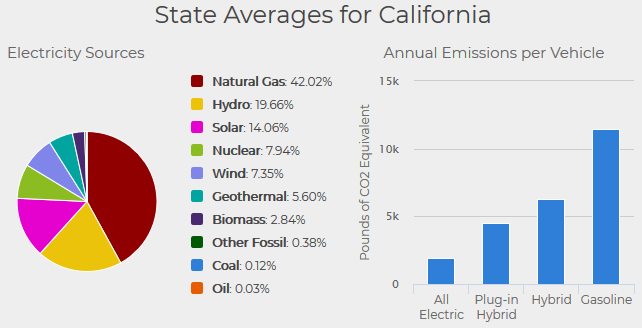 State Averages for California
Electricity Sources
Natural Gas: 42.02%
Hydro: 19.66%
Solar: 14.06%
Nuclear: 7.94%
Wind: 7.35%
Geothermal: 5.60%
Biomass: 2.84%
Other Fossil: 0.38%
Coal: 0.12%
Oil: 0.03%
Annual Emissions per Vehicle
Pounds of CO2 Equivalent
15k
10k
5k
0
All
Electric
Plug-in
Hybrid
Hybrid
Gasoline